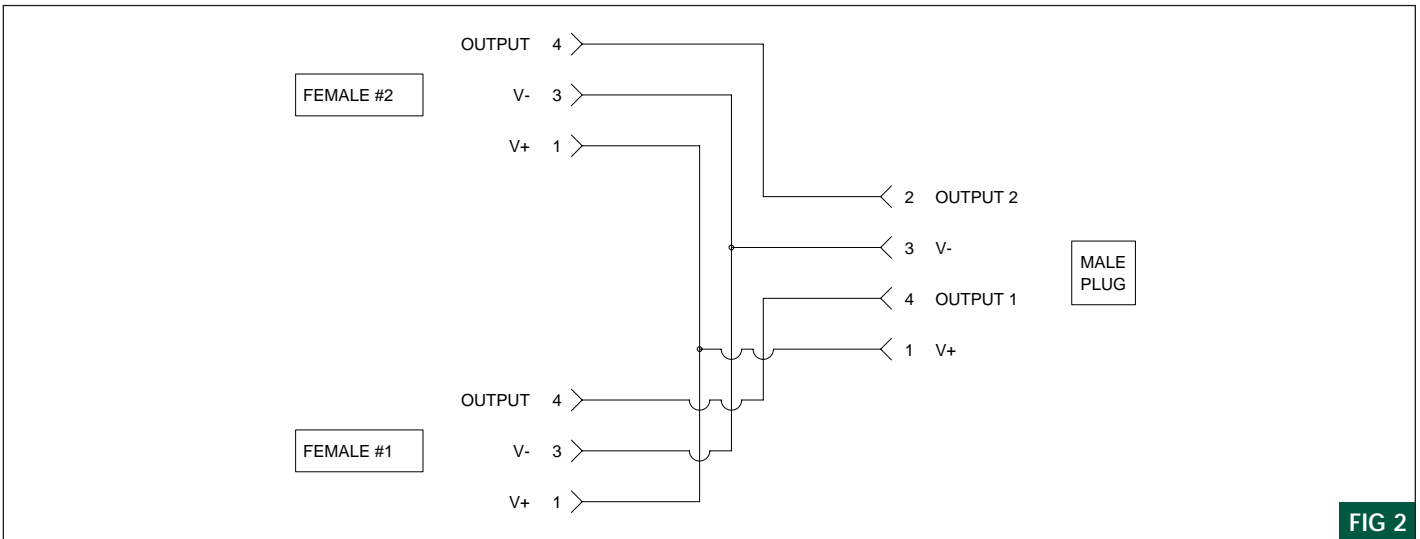 OUTPUT 4
FEMALE #2
V- 3
V+ 1
2 OUTPUT 2
3 V-
MALE
PLUG
4 OUTPUT 1
1 V+
OUTPUT 4
FEMALE #1
V- 3
V+ 1
FIG 2